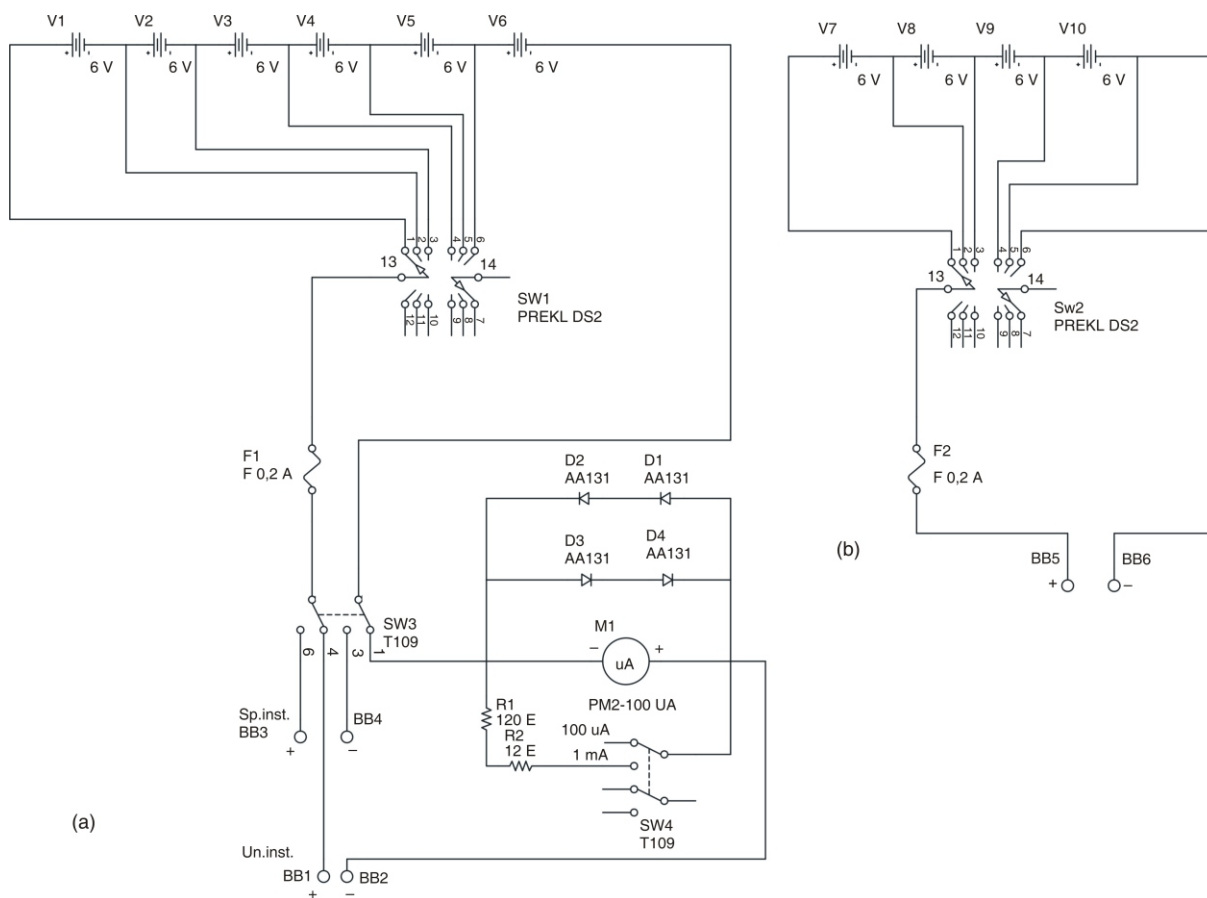 V1 V2 V3 V4 V5 V6
+ - + - + - + - + - + -
6 V 6 V 6 V 6 V 6 V 6 V
1 2 3 4 5 6
13 14
SW1
PREKL DS2
12 11 10 9 8 7
F1
F 0,2 A
D2 D1
AA131 AA131
D3 D4
AA131 AA131
SW3
T109
6 4 3 1
M1
– +
uA
PM2-100 UA
R1
120 E
R2
12 E
100 uA
1 mA
SW4
T109
Sp.inst.
BB3 BB4
+ –
(a)
Un.inst.
BB1 BB2
+ –
V7 V8 V9 V10
+ - + - + - + -
6 V 6 V 6 V 6 V
1 2 3 4 5 6
13 14
Sw2
PREKL DS2
12 11 10 9 8 7
F2
F 0,2 A
(b)
BB5 BB6
+ –